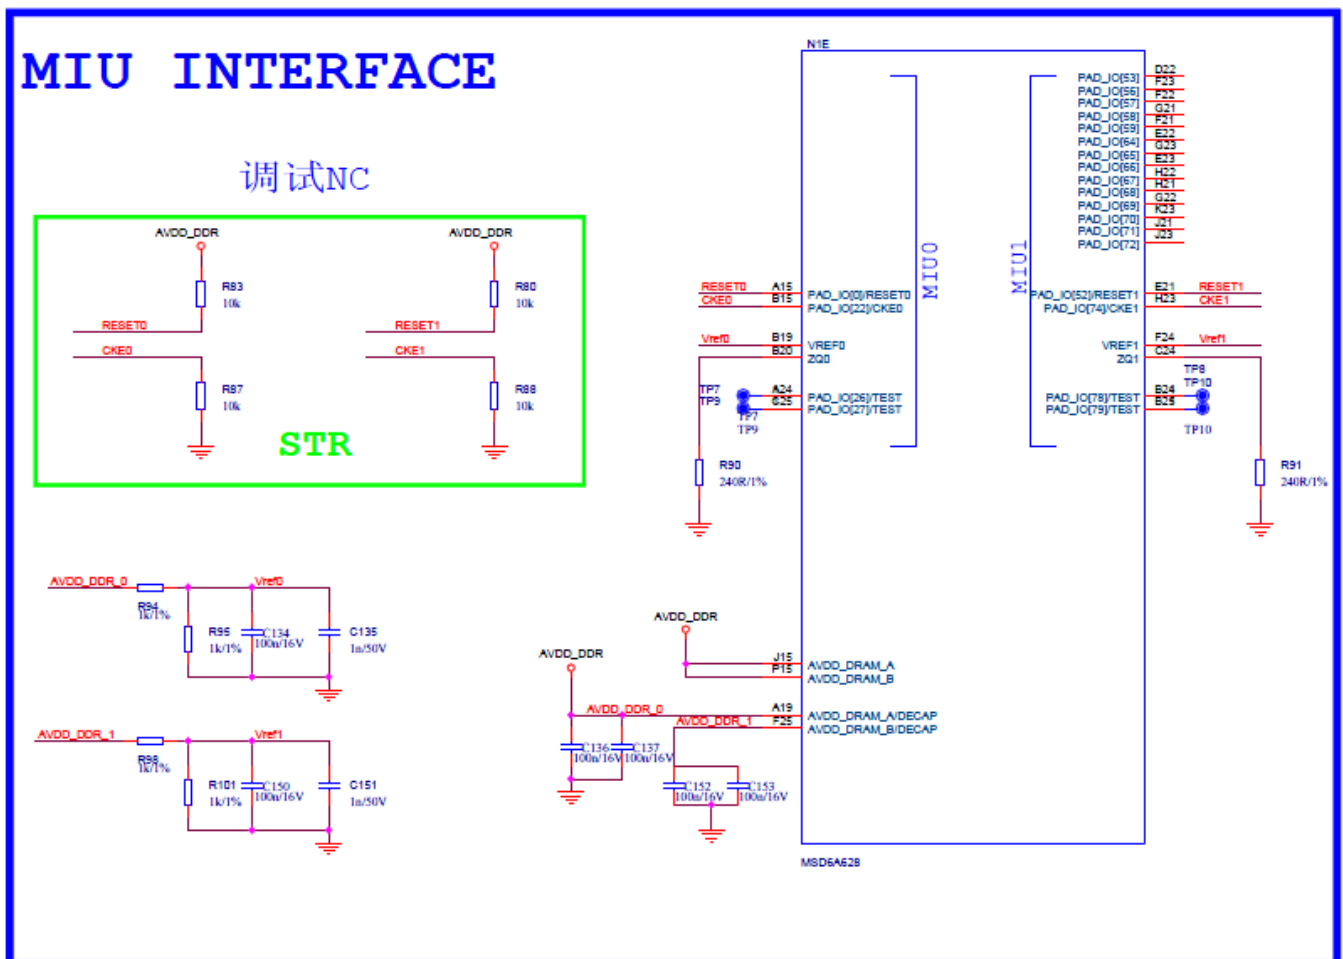 MIU INTERFACE
调试NC
AVDD_DDR
R83
10k
RESET0
CKE0
R87
10k
AVDD_DDR
R80
10k
RESET1
CKE1
R88
10k
STR
AVDD_DDR_0
R94
1k/1%
Vref0
R95
1k/1%
C134
100n/16V
C135
1n/50V
AVDD_DDR_1
R98
1k/1%
Vref1
R101
1k/1%
C150
100n/16V
C151
1n/50V
N1E
MIU0
MIU1
PAD_IO[53] D22
PAD_IO[56] F23
PAD_IO[57] F22
PAD_IO[58] G21
PAD_IO[59] F21
PAD_IO[64] E22
PAD_IO[65] G23
PAD_IO[66] E23
PAD_IO[67] H22
PAD_IO[68] H21
PAD_IO[69] G22
PAD_IO[70] K23
PAD_IO[71] J21
PAD_IO[72] J23
RESET0 A15 PAD_IO[0]/RESET0
CKE0 B15 PAD_IO[22]/CKE0
PAD_IO[52]/RESET1 E21 RESET1
PAD_IO[74]/CKE1 H23 CKE1
Vref0 B19 VREF0
B20 ZQ0
VREF1 F24 Vref1
ZQ1
TP7 A24 PAD_IO[26]/TEST
TP9 PAD_IO[27]/TEST
TP7
TP9
TP8
TP10
PAD_IO[78]/TEST B24
PAD_IO[79]/TEST B25
TP10
R90
240R/1%
R91
240R/1%
AVDD_DDR
J15 AVDD_DRAM_A
P15 AVDD_DRAM_B
AVDD_DDR
AVDD_DDR_0 A19 AVDD_DRAM_A/DECAP
AVDD_DDR_1 F25 AVDD_DRAM_B/DECAP
C136
100n/16V
C137
100n/16V
C152
100n/16V
C153
100n/16V
MSD6A628